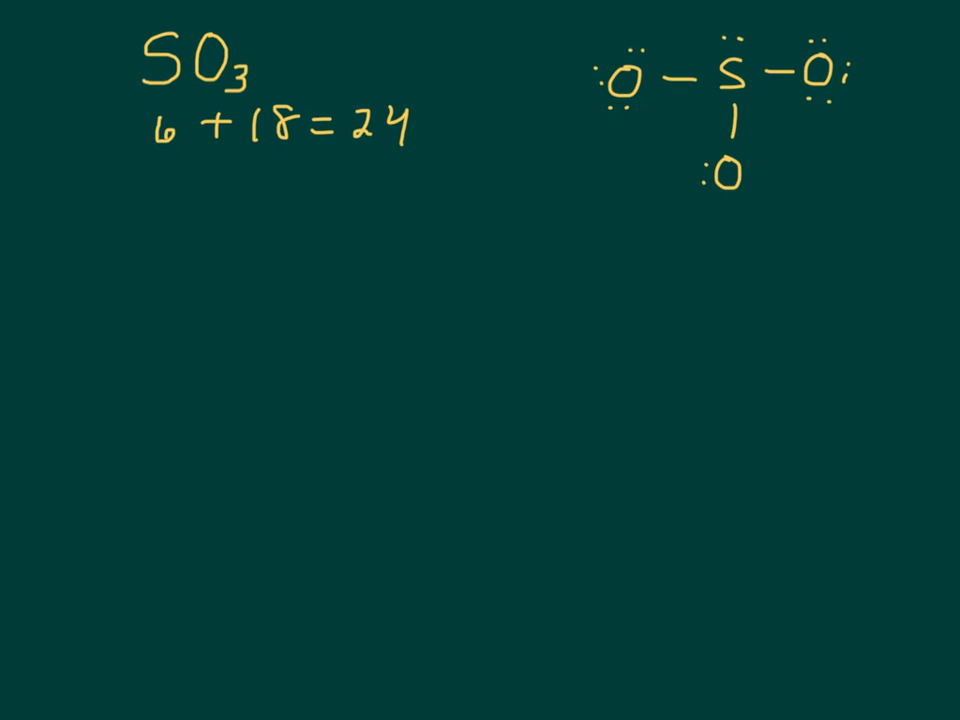 SO₃
6 + 18 = 24
:Ö - S̈ - Ö:
|
:O